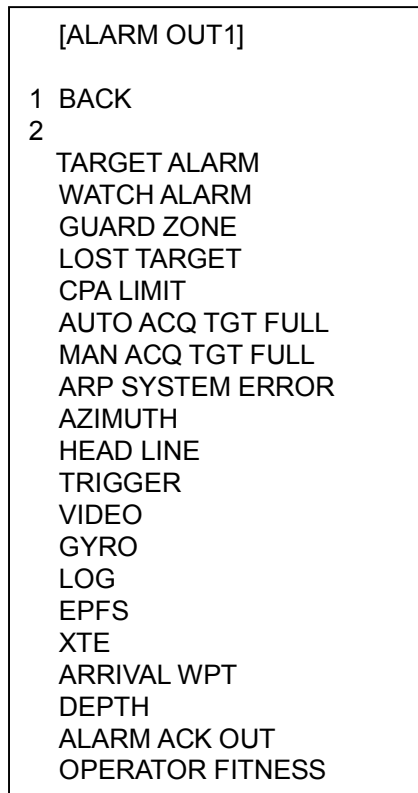 [ALARM OUT1]
1 BACK
2
TARGET ALARM
WATCH ALARM
GUARD ZONE
LOST TARGET
CPA LIMIT
AUTO ACQ TGT FULL
MAN ACQ TGT FULL
ARP SYSTEM ERROR
AZIMUTH
HEAD LINE
TRIGGER
VIDEO
GYRO
LOG
EPFS
XTE
ARRIVAL WPT
DEPTH
ALARM ACK OUT
OPERATOR FITNESS